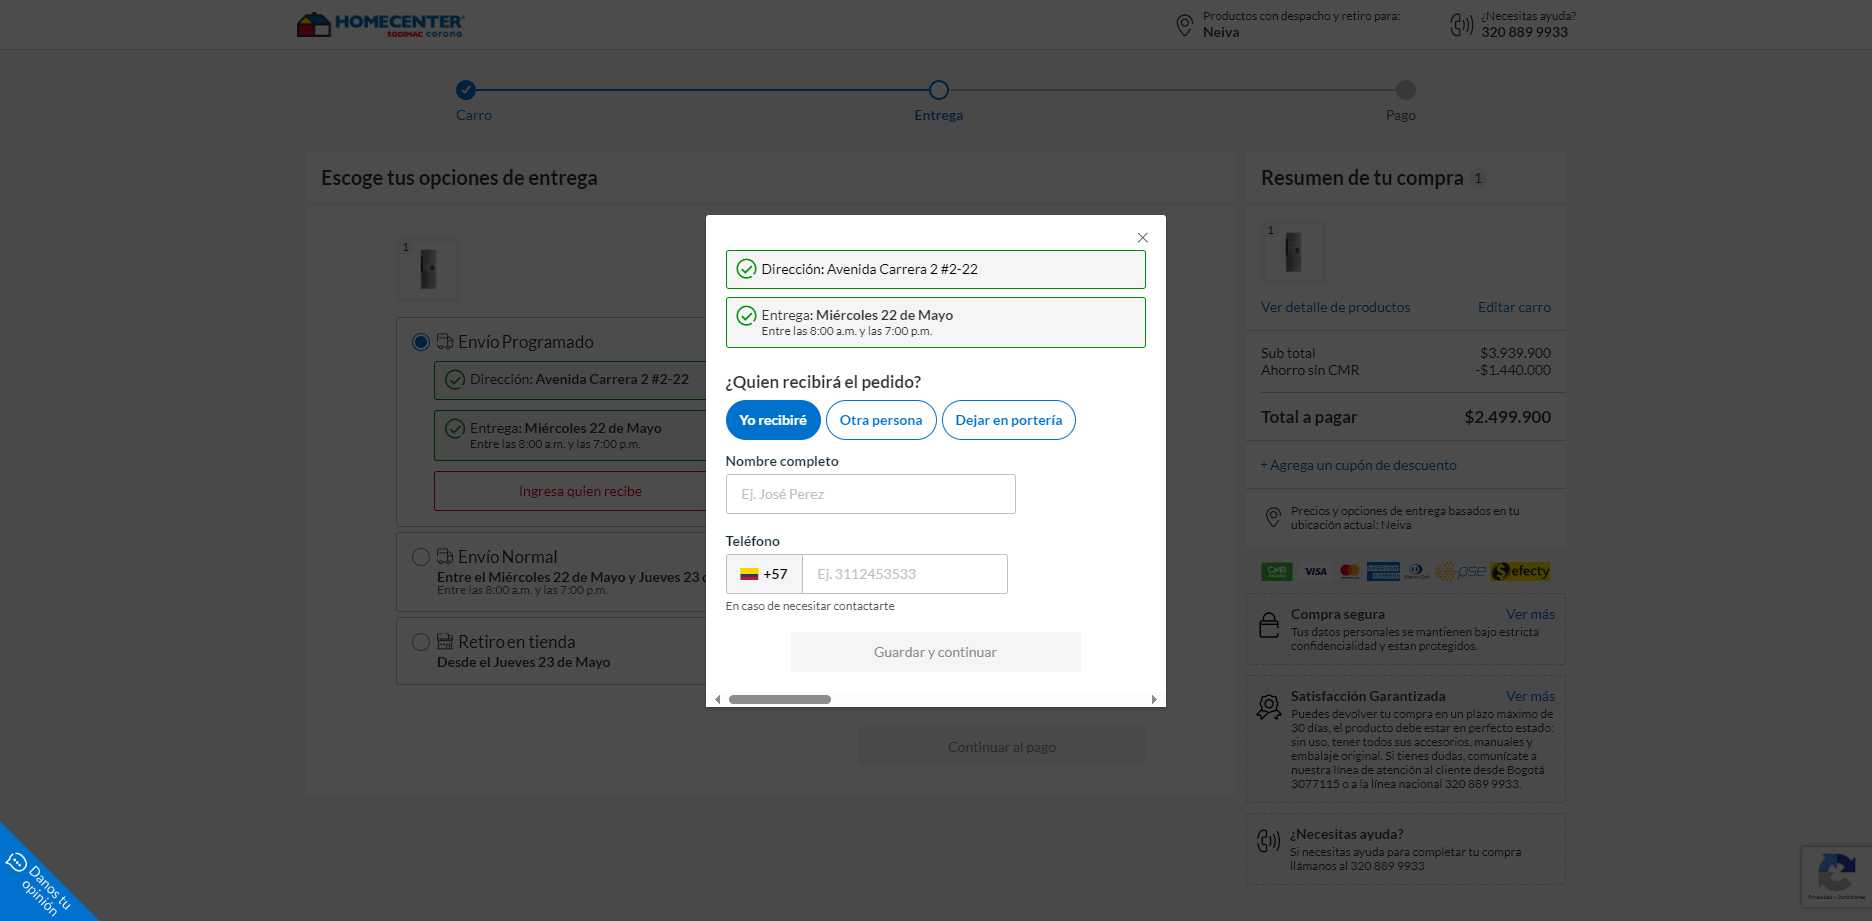 HOMECENTER
SODIMAC corona
Productos con despacho y retiro para:
Neiva
¿Necesitas ayuda?
320 889 9933
Carro
Entrega
Pago
Escoge tus opciones de entrega
1
Envío Programado
Dirección: Avenida Carrera 2 #2-22
Entrega: Miércoles 22 de Mayo
Entre las 8:00 a.m. y las 7:00 p.m.
Ingresa quien recibe
Envío Normal
Entre el Miércoles 22 de Mayo y Jueves 23 d
Entre las 8:00 a.m. y las 7:00 p.m.
Retiro en tienda
Desde el Jueves 23 de Mayo
Continuar al pago
Dirección: Avenida Carrera 2 #2-22
Entrega: Miércoles 22 de Mayo
Entre las 8:00 a.m. y las 7:00 p.m.
¿Quien recibirá el pedido?
Yo recibiré
Otra persona
Dejar en portería
Nombre completo
Ej. José Perez
Teléfono
+57
Ej. 3112453533
En caso de necesitar contactarte
Guardar y continuar
Resumen de tu compra 1
1
Ver detalle de productos
Editar carro
Sub total $3.939.900
Ahorro sin CMR -$1.440.000
Total a pagar $2.499.900
+ Agrega un cupón de descuento
Precios y opciones de entrega basados en tu
ubicación actual: Neiva
CMR
VISA
AMERICAN EXPRESS
pse
efecty
Compra segura Ver más
Tus datos personales se mantienen bajo estricta
confidencialidad y estan protegidos.
Satisfacción Garantizada Ver más
Puedes devolver tu compra en un plazo máximo de
30 días, el producto debe estar en perfecto estado:
sin uso, tener todos sus accesorios, manuales y
embalaje original. Si tienes dudas, comunícate a
nuestra línea de atención al cliente desde Bogotá
3077115 o a la línea nacional 320 889 9933.
¿Necesitas ayuda?
Si necesitas ayuda para completar tu compra
llámanos al 320 889 9933
Danos tu
opinión
Privacidad - Condiciones